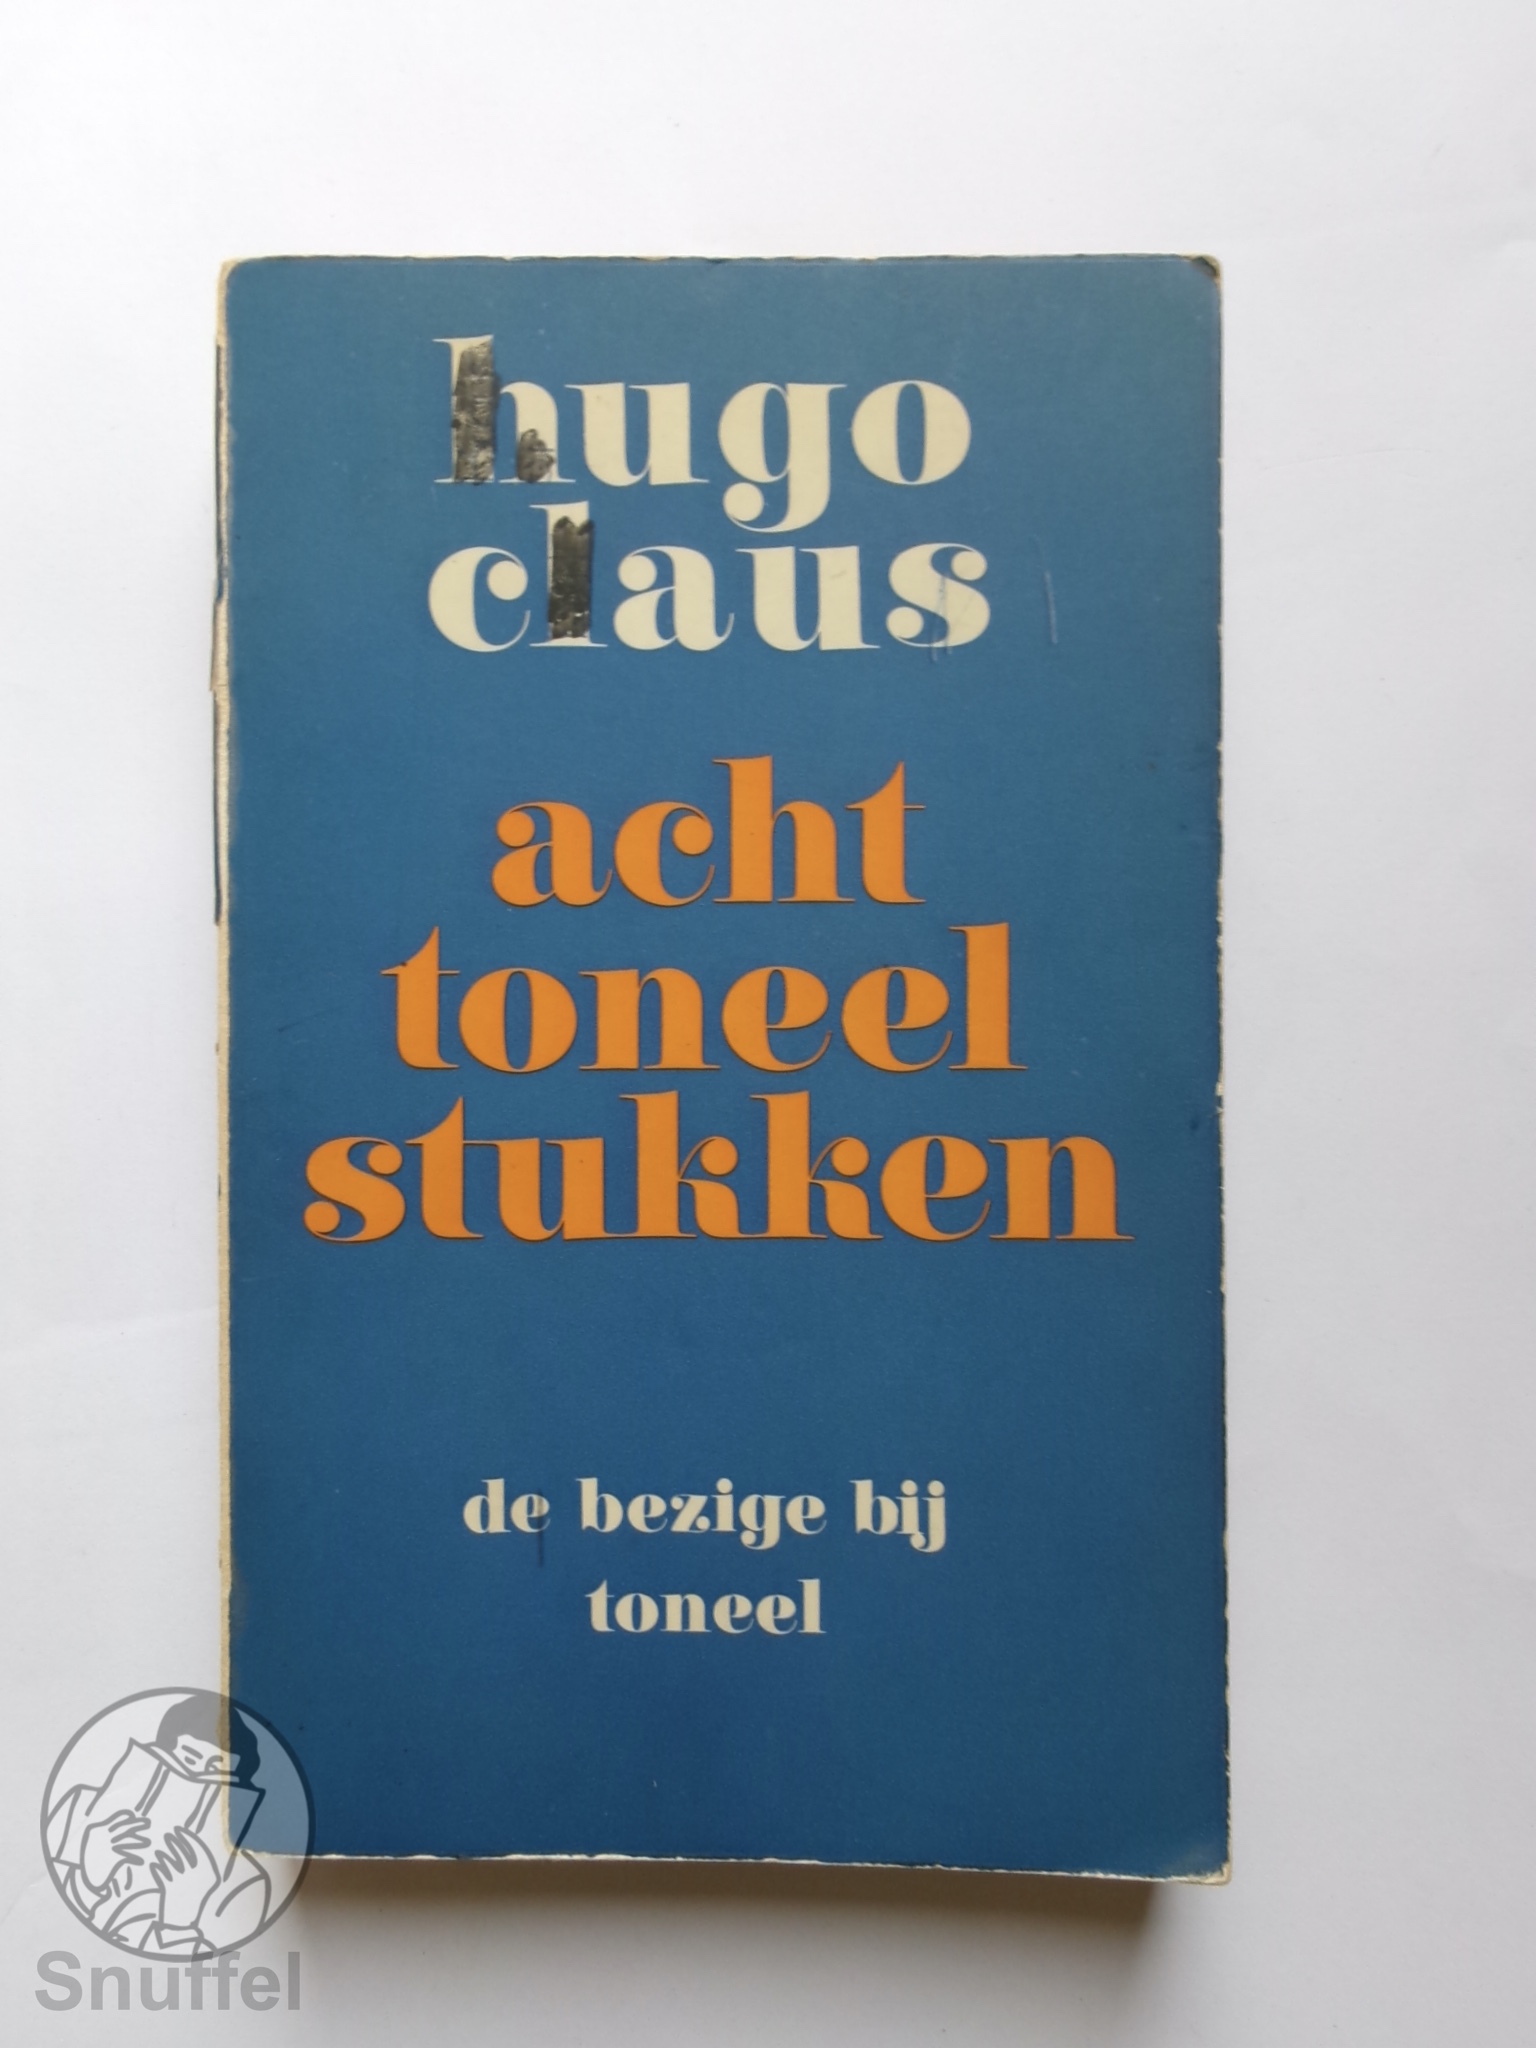 hugo
claus
acht
toneel
stukken
de bezige bij
toneel
Snuffel